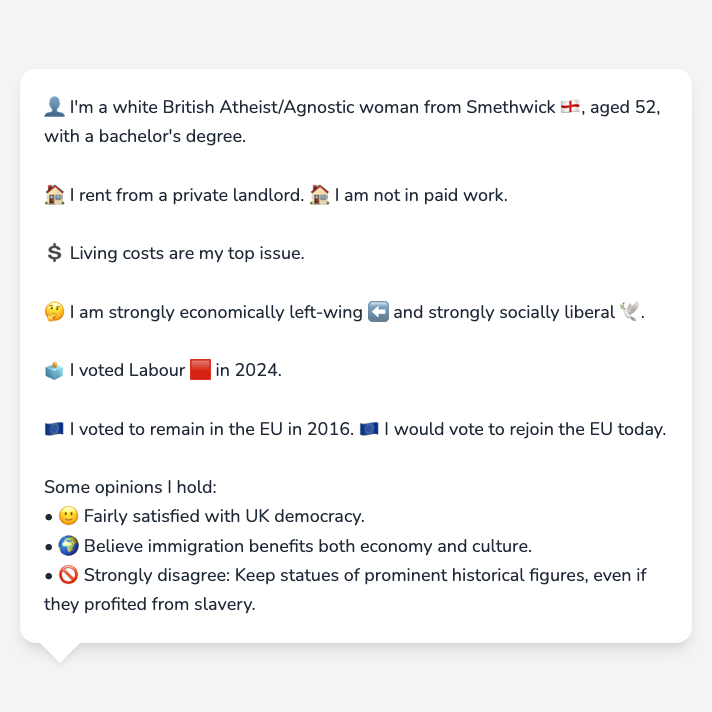 👤 I'm a white British Atheist/Agnostic woman from Smethwick 🏴󠁧󠁢󠁥󠁮󠁧󠁿, aged 52,
with a bachelor's degree.
🏠 I rent from a private landlord. 🏠 I am not in paid work.
💲 Living costs are my top issue.
🤔 I am strongly economically left-wing ⬅️ and strongly socially liberal 🕊️.
🗳️ I voted Labour 🟥 in 2024.
🇪🇺 I voted to remain in the EU in 2016. 🇪🇺 I would vote to rejoin the EU today.
Some opinions I hold:
• 🙂 Fairly satisfied with UK democracy.
• 🌍 Believe immigration benefits both economy and culture.
• 🚫 Strongly disagree: Keep statues of prominent historical figures, even if
they profited from slavery.